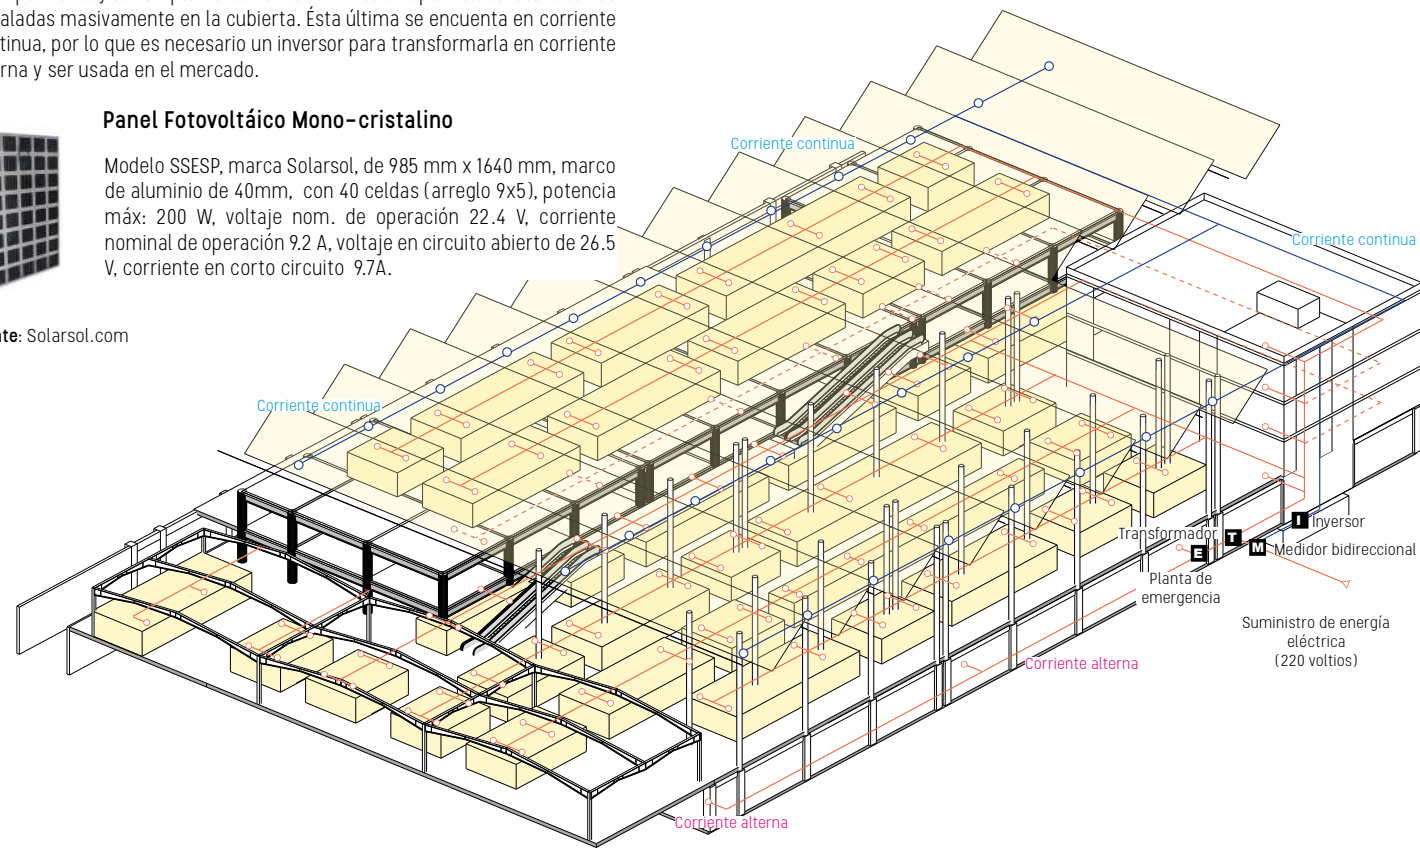 aladas masivamente en la cubierta. Ésta última se encuenta en corriente
tinua, por lo que es necesario un inversor para transformarla en corriente
rna y ser usada en el mercado.
Panel Fotovoltáico Mono-cristalino
Modelo SSESP, marca Solarsol, de 985 mm x 1640 mm, marco
de aluminio de 40mm, con 40 celdas (arreglo 9x5), potencia
máx: 200 W, voltaje nom. de operación 22.4 V, corriente
nominal de operación 9.2 A, voltaje en circuito abierto de 26.5
V, corriente en corto circuito 9.7A.
nte: Solarsol.com
Corriente continua
Corriente continua
Corriente continua
I Inversor
Transformador T
E
M Medidor bidireccional
Planta de
emergencia
Suministro de energía
eléctrica
(220 voltios)
Corriente alterna
Corriente alterna